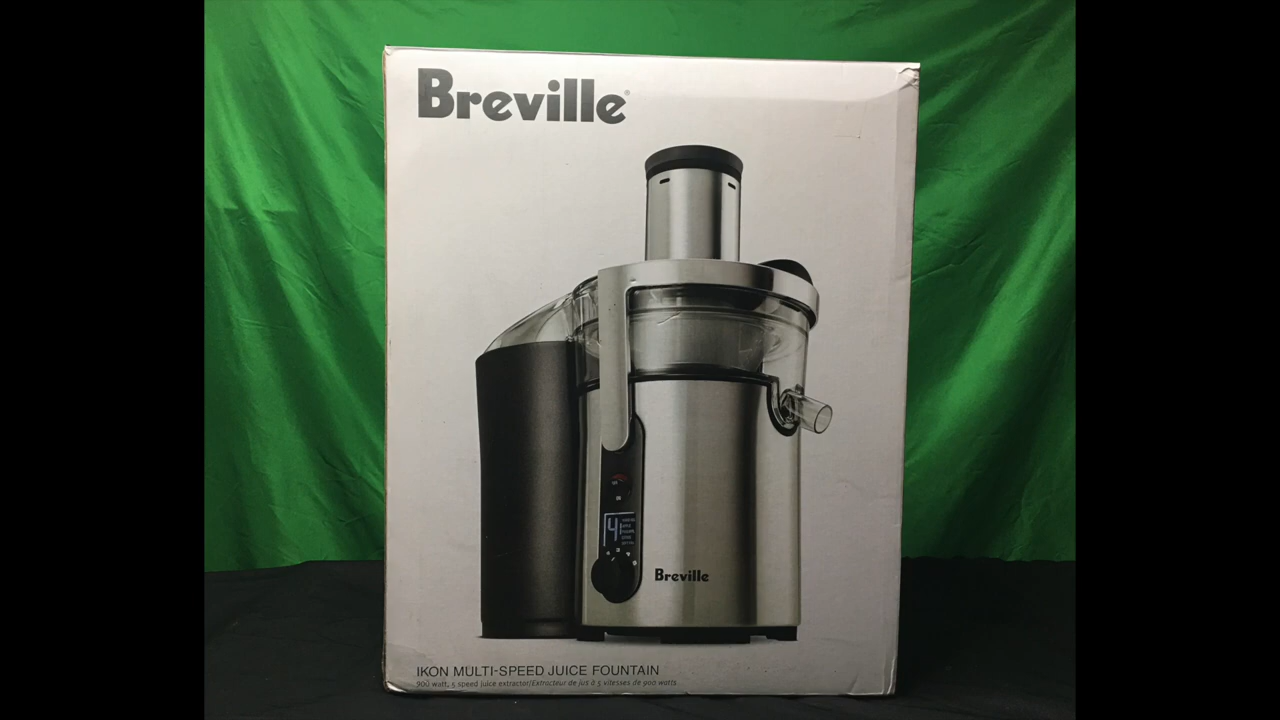 Breville®
4
Breville
IKON MULTI-SPEED JUICE FOUNTAIN
900 watt, 5 speed juice extractor/Extracteur de jus à 5 vitesses de 900 watts